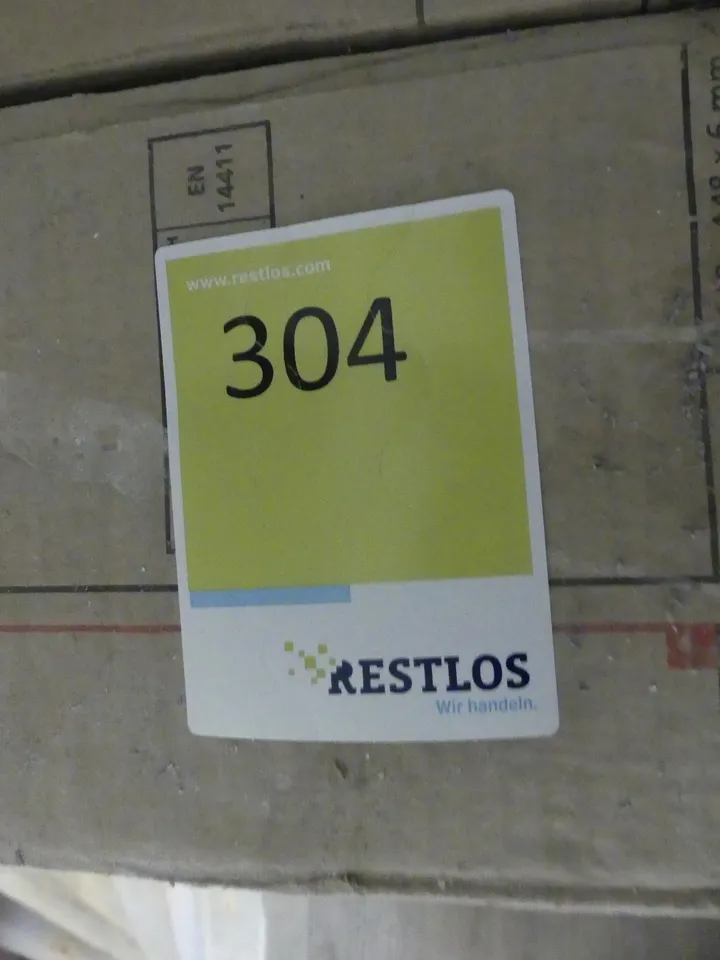 EN
14411
www.restlos.com
304
RESTLOS
Wir handeln.